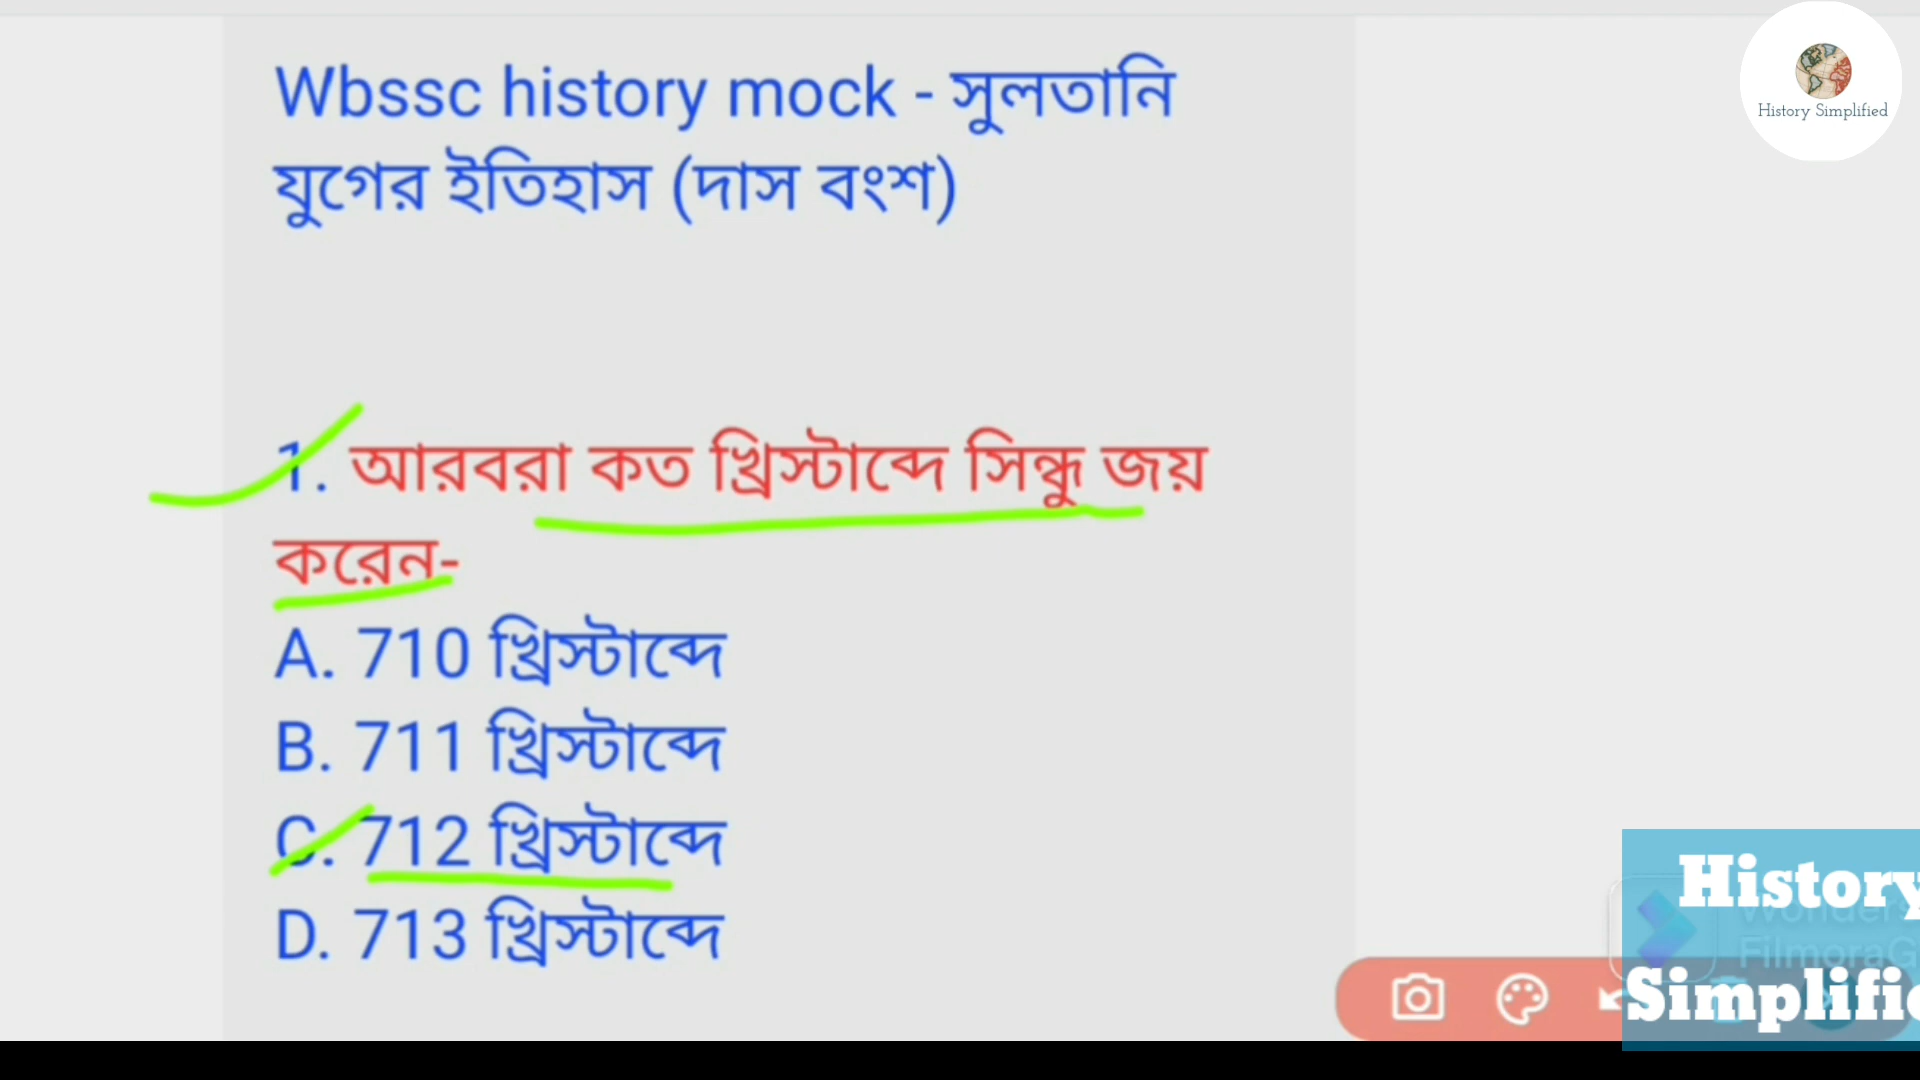 Wbssc history mock - সুলতানি
যুগের ইতিহাস (দাস বংশ)
History Simplified
1. আরবরা কত খ্রিস্টাব্দে সিন্ধু জয়
করেন-
A. 710 খ্রিস্টাব্দে
B. 711 খ্রিস্টাব্দে
C. 712 খ্রিস্টাব্দে
D. 713 খ্রিস্টাব্দে
History
Simplifi